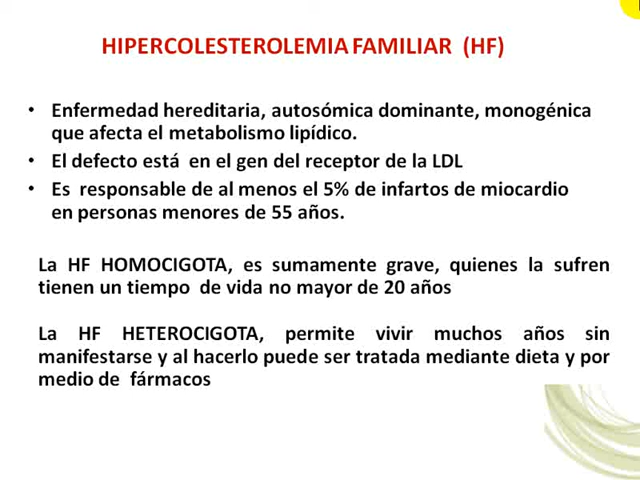 HIPERCOLESTEROLEMIA FAMILIAR (HF)
• Enfermedad hereditaria, autosómica dominante, monogénica
que afecta el metabolismo lipídico.
• El defecto está en el gen del receptor de la LDL
• Es responsable de al menos el 5% de infartos de miocardio
en personas menores de 55 años.
La HF HOMOCIGOTA, es sumamente grave, quienes la sufren
tienen un tiempo de vida no mayor de 20 años
La HF HETEROCIGOTA, permite vivir muchos años sin
manifestarse y al hacerlo puede ser tratada mediante dieta y por
medio de fármacos